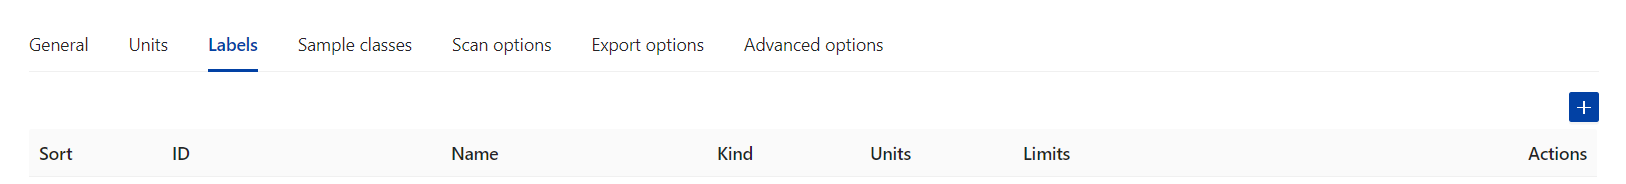 General Units Labels Sample classes Scan options Export options Advanced options
+
Sort ID Name Kind Units Limits Actions